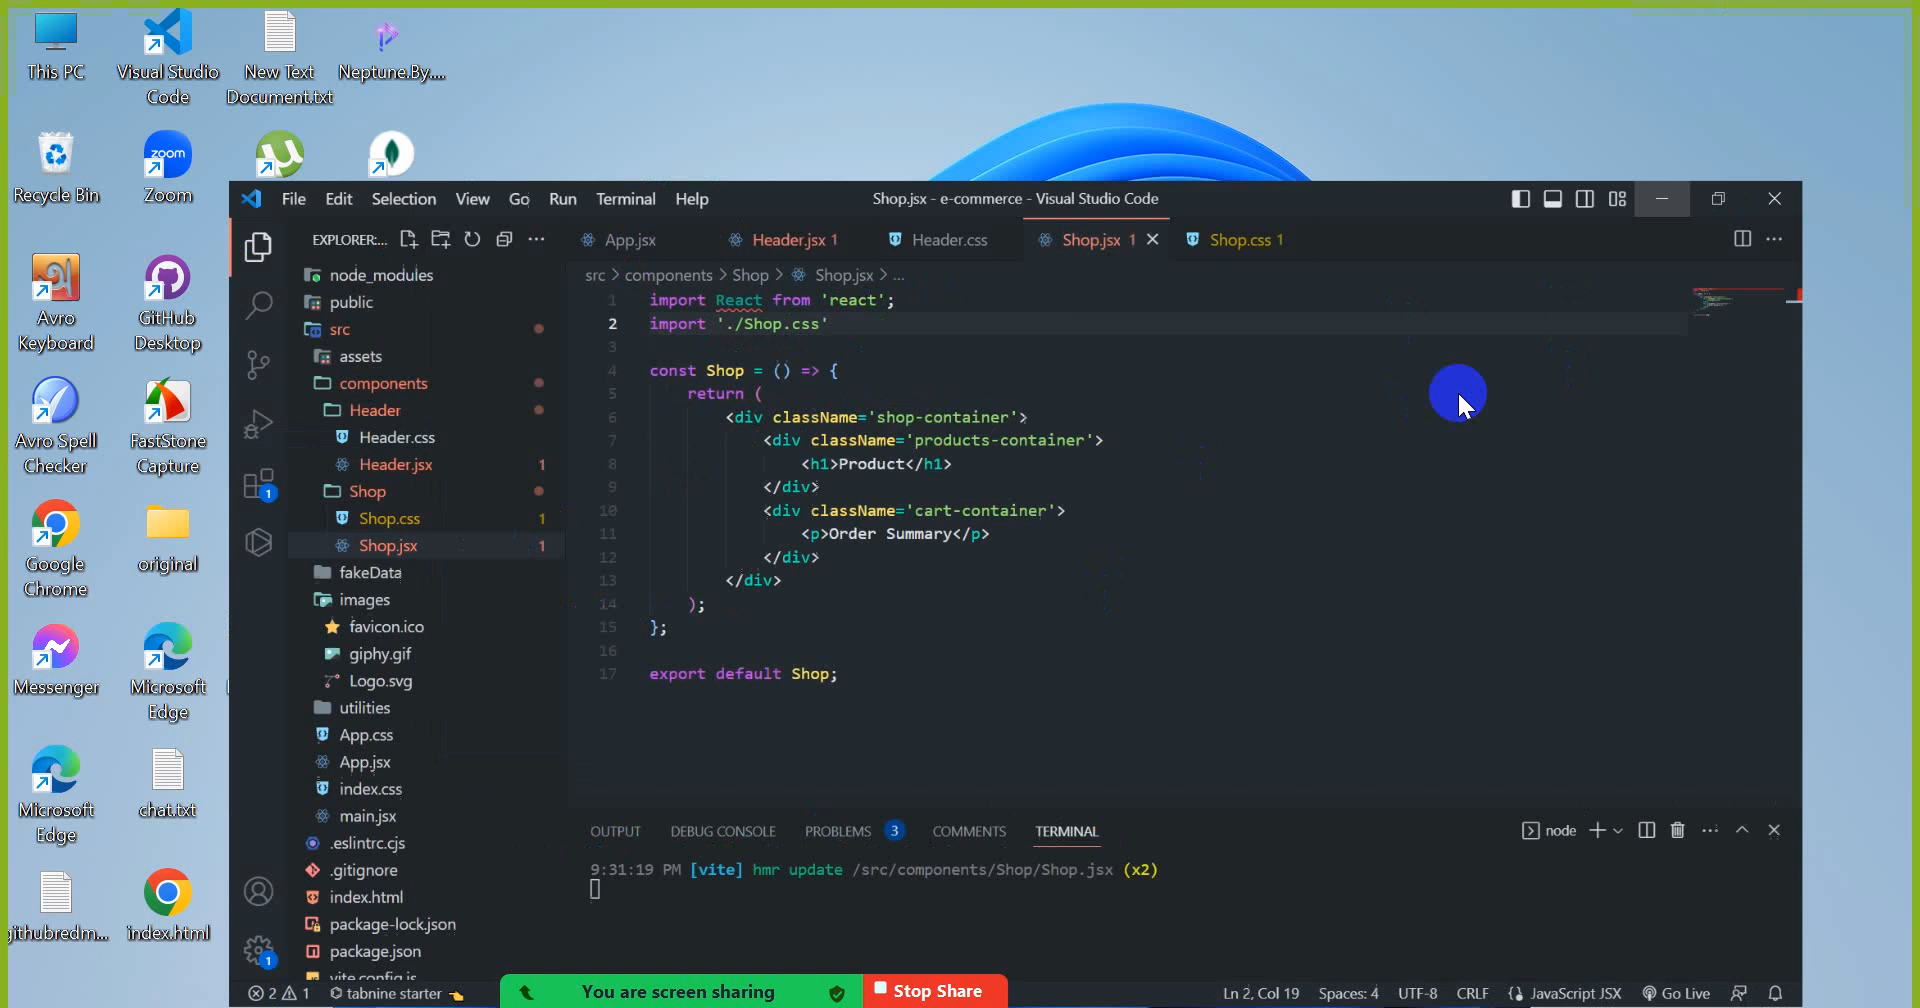 This PC
Visual Studio
Code
New Text
Document.txt
Neptune.By....
Recycle Bin
zoom
Zoom
Avro
Keyboard
GitHub
Desktop
Avro Spell
Checker
FastStone
Capture
Google
Chrome
original
Messenger
Microsoft
Edge
Microsoft
Edge
chat.txt
githubredm...
index.html
File Edit Selection View Go Run Terminal Help
Shop.jsx - e-commerce - Visual Studio Code
EXPLORER:...
App.jsx
Header.jsx 1
Header.css
Shop.jsx 1
Shop.css 1
node_modules
public
src
assets
components
Header
Header.css
Header.jsx 1
Shop
Shop.css 1
Shop.jsx 1
fakeData
images
favicon.ico
giphy.gif
Logo.svg
utilities
App.css
App.jsx
index.css
main.jsx
.eslintrc.cjs
.gitignore
index.html
package-lock.json
package.json
vite.config.js
1
1
src > components > Shop > Shop.jsx > ...
1 import React from 'react';
2 import './Shop.css'
3
4 const Shop = () => {
5 return (
6 <div className='shop-container'>
7 <div className='products-container'>
8 <h1>Product</h1>
9 </div>
10 <div className='cart-container'>
11 <p>Order Summary</p>
12 </div>
13 </div>
14 );
15 };
16
17 export default Shop;
OUTPUT DEBUG CONSOLE PROBLEMS 3 COMMENTS TERMINAL
node
9:31:19 PM [vite] hmr update /src/components/Shop/Shop.jsx (x2)
2 1 tabnine starter
You are screen sharing
Stop Share
Ln 2, Col 19 Spaces: 4 UTF-8 CRLF {} JavaScript JSX Go Live